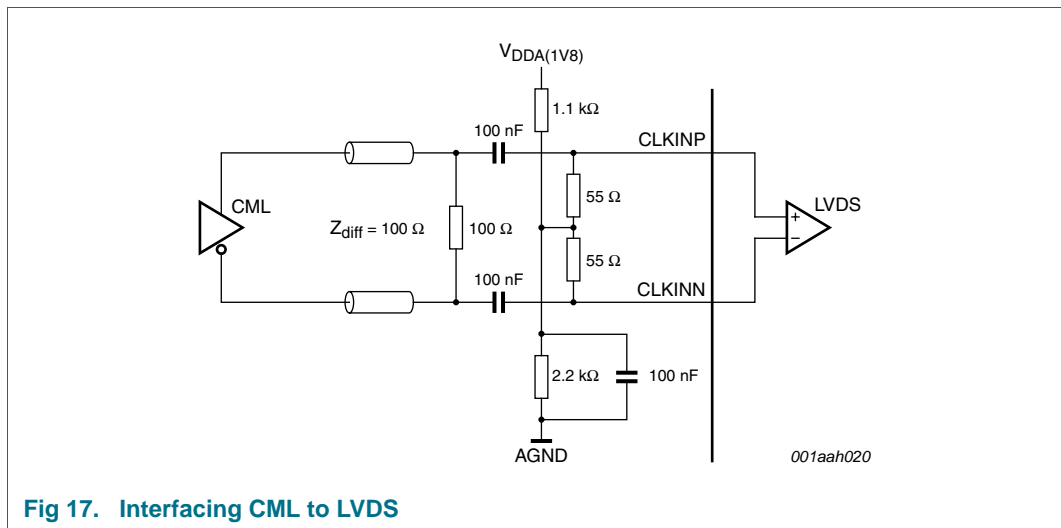 VDDA(1V8)
1.1 kΩ
100 nF
CLKINP
55 Ω
CML
LVDS
+
−
Zdiff = 100 Ω
100 Ω
55 Ω
100 nF
CLKINN
2.2 kΩ
100 nF
AGND
001aah020
Fig 17. Interfacing CML to LVDS